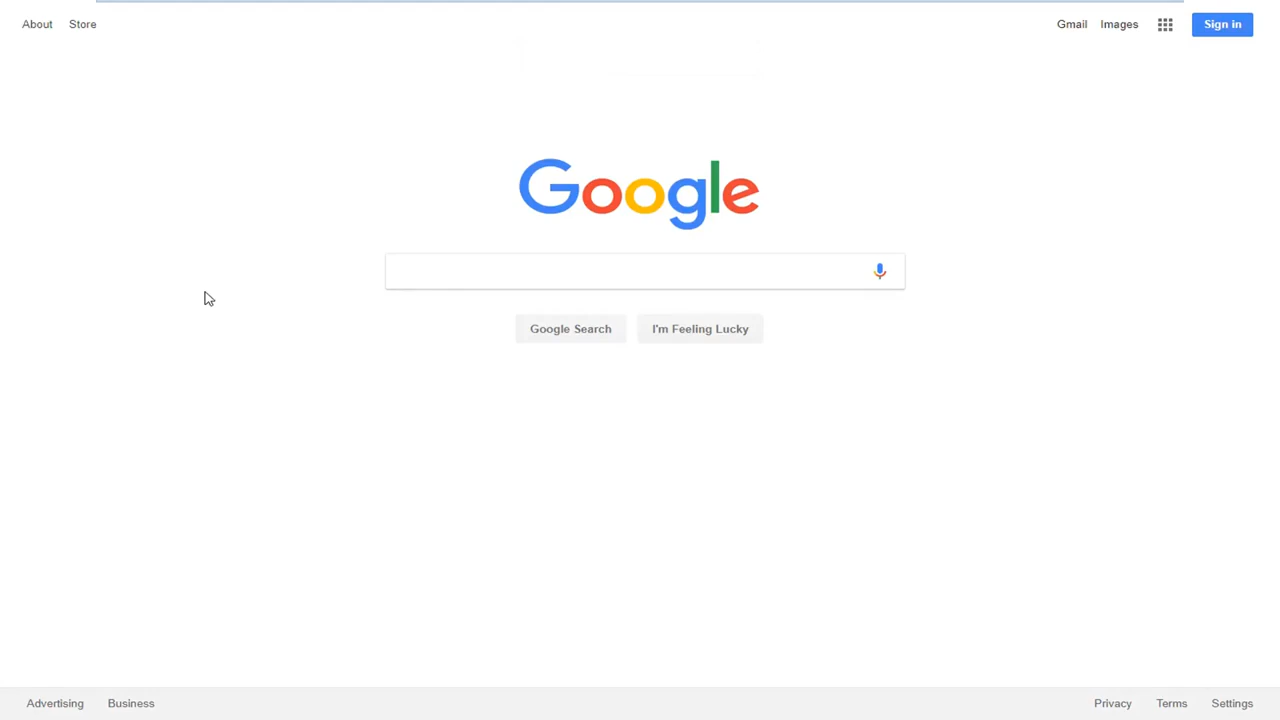 About Store
Gmail Images Sign in
Google
Google Search I'm Feeling Lucky
Advertising Business
Privacy Terms Settings